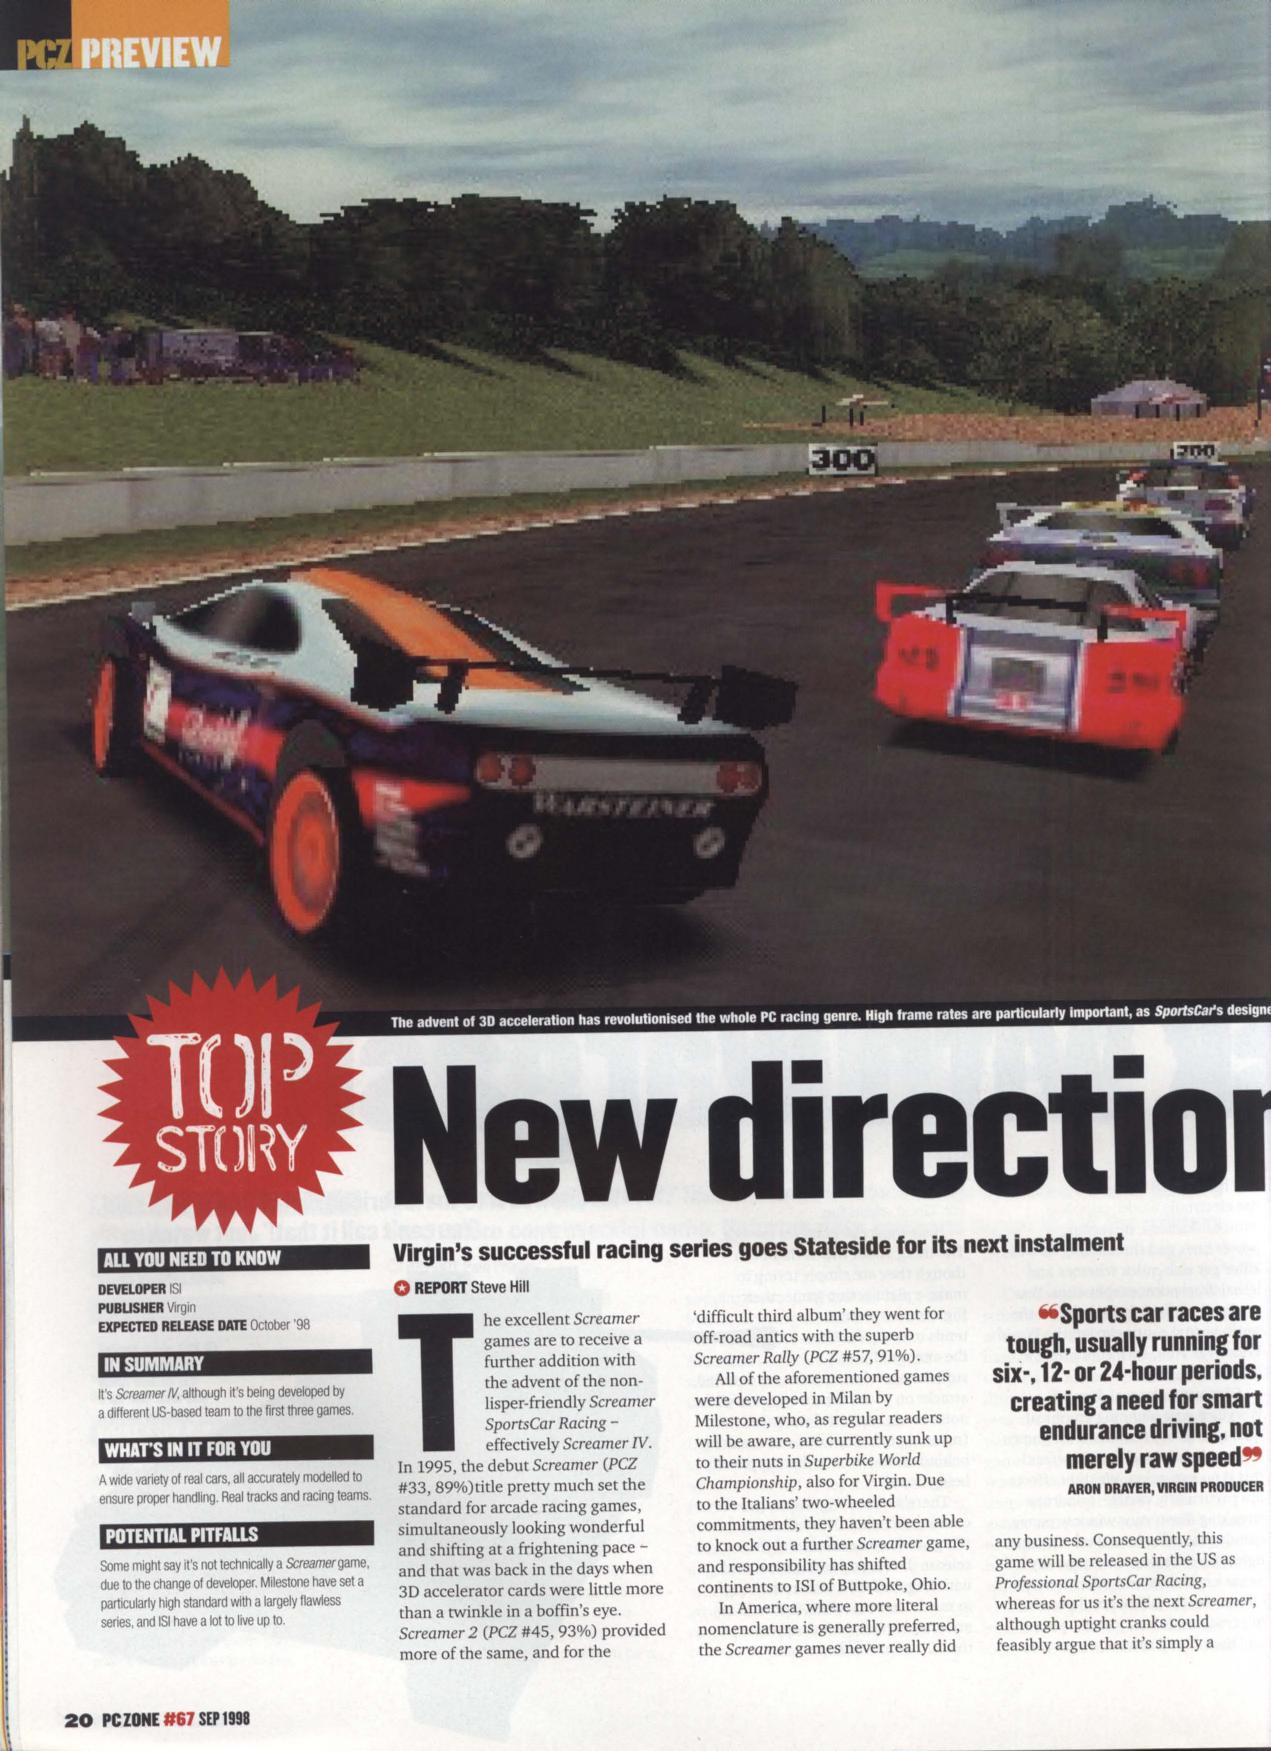 PCZ PREVIEW
300
200
WARSTEINER
The advent of 3D acceleration has revolutionised the whole PC racing genre. High frame rates are particularly important, as SportsCar's designe
TOP
STORY
New direction
Virgin's successful racing series goes Stateside for its next instalment
ALL YOU NEED TO KNOW
DEVELOPER ISI
PUBLISHER Virgin
EXPECTED RELEASE DATE October '98
IN SUMMARY
It's Screamer IV, although it's being developed by
a different US-based team to the first three games.
WHAT'S IN IT FOR YOU
A wide variety of real cars, all accurately modelled to
ensure proper handling. Real tracks and racing teams.
POTENTIAL PITFALLS
Some might say it's not technically a Screamer game,
due to the change of developer. Milestone have set a
particularly high standard with a largely flawless
series, and ISI have a lot to live up to.
REPORT Steve Hill
The excellent Screamer
games are to receive a
further addition with
the advent of the non-
lisper-friendly Screamer
SportsCar Racing –
effectively Screamer IV.
In 1995, the debut Screamer (PCZ
#33, 89%)title pretty much set the
standard for arcade racing games,
simultaneously looking wonderful
and shifting at a frightening pace –
and that was back in the days when
3D accelerator cards were little more
than a twinkle in a boffin's eye.
Screamer 2 (PCZ #45, 93%) provided
more of the same, and for the
'difficult third album' they went for
off-road antics with the superb
Screamer Rally (PCZ #57, 91%).
All of the aforementioned games
were developed in Milan by
Milestone, who, as regular readers
will be aware, are currently sunk up
to their nuts in Superbike World
Championship, also for Virgin. Due
to the Italians' two-wheeled
commitments, they haven't been able
to knock out a further Screamer game,
and responsibility has shifted
continents to ISI of Buttpoke, Ohio.
In America, where more literal
nomenclature is generally preferred,
the Screamer games never really did
“Sports car races are
tough, usually running for
six-, 12- or 24-hour periods,
creating a need for smart
endurance driving, not
merely raw speed”
ARON DRAYER, VIRGIN PRODUCER
any business. Consequently, this
game will be released in the US as
Professional SportsCar Racing,
whereas for us it's the next Screamer,
although uptight cranks could
feasibly argue that it's simply a
20 PC ZONE #67 SEP 1998